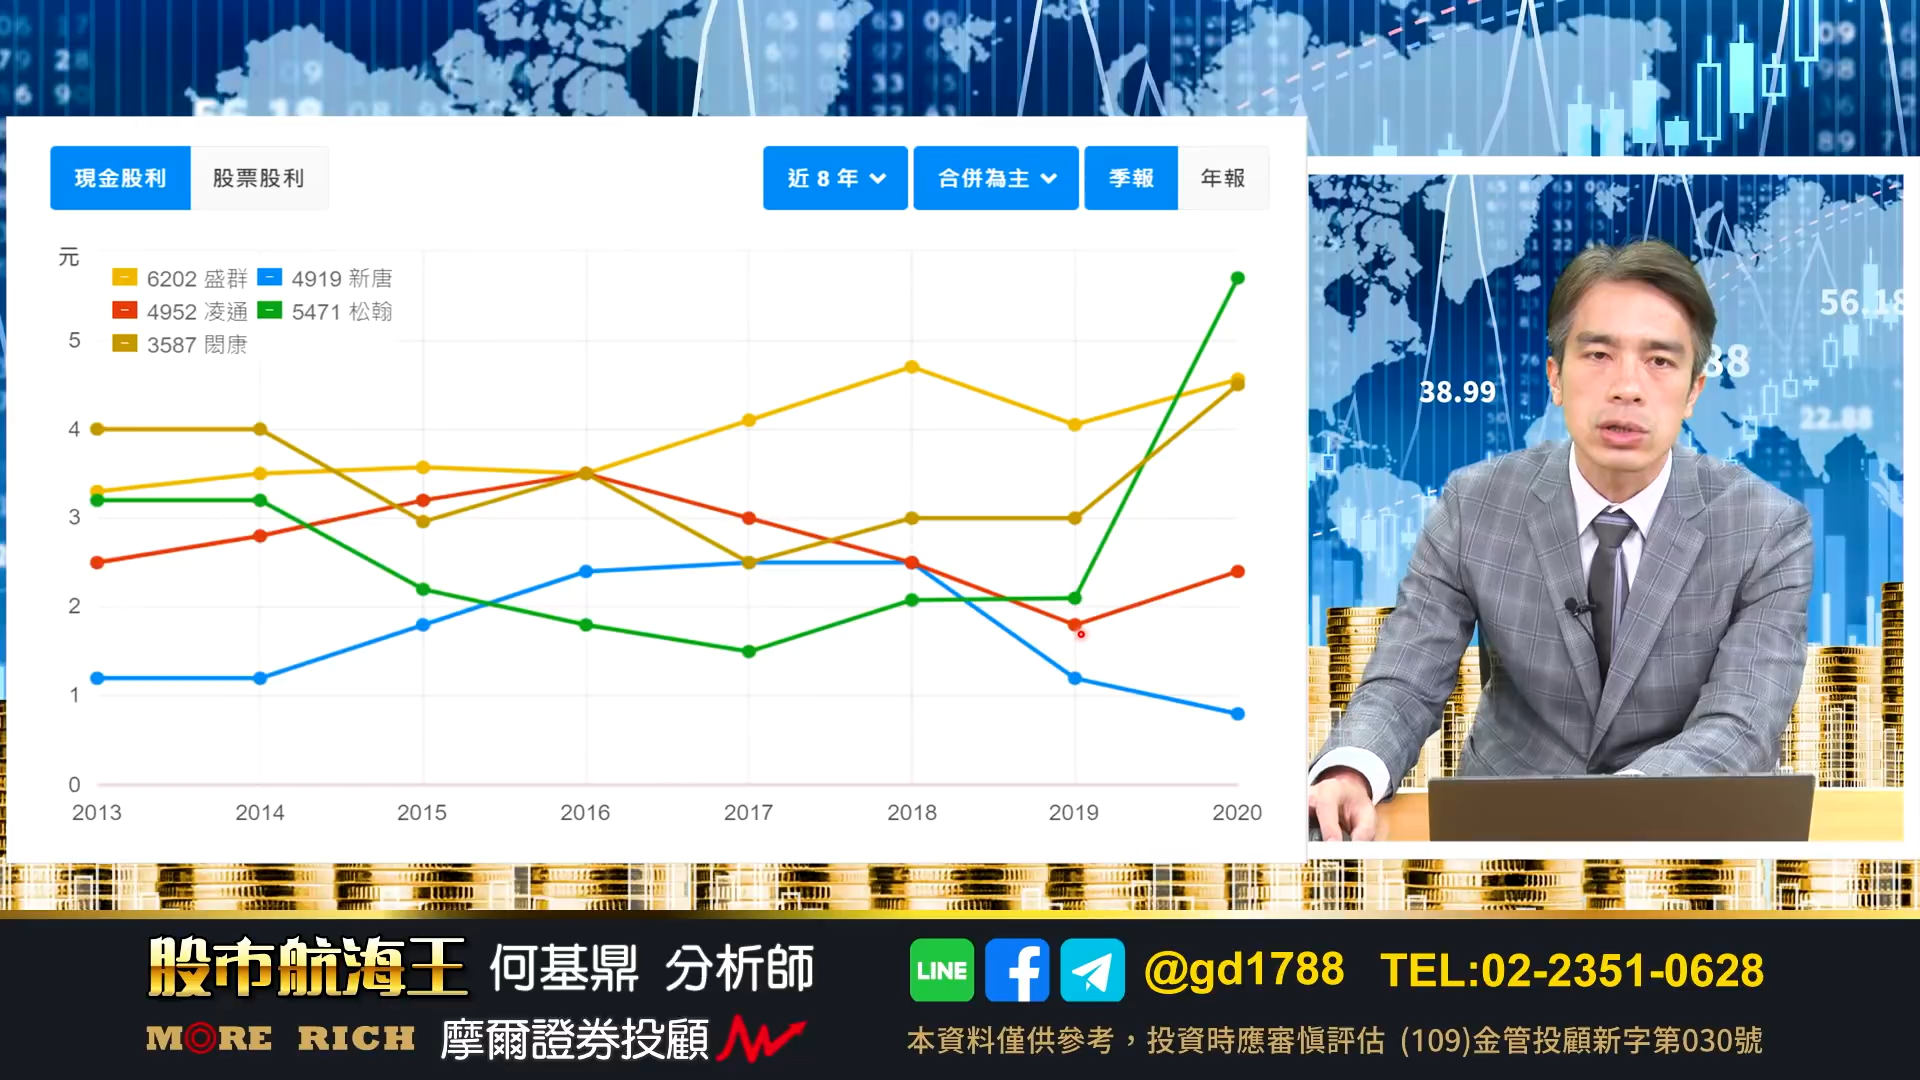 現金股利 股票股利 近 8 年 合併為主 季報 年報
元
6202 盛群 4919 新唐
4952 凌通 5471 松翰
3587 閎康
5
4
3
2
1
0
2013 2014 2015 2016 2017 2018 2019 2020
56.18
38.99
88
22.88
股市航海王 何基鼎 分析師
LINE @gd1788 TEL:02-2351-0628
MORE RICH 摩爾證券投顧
本資料僅供參考，投資時應審慎評估 (109)金管投顧新字第030號